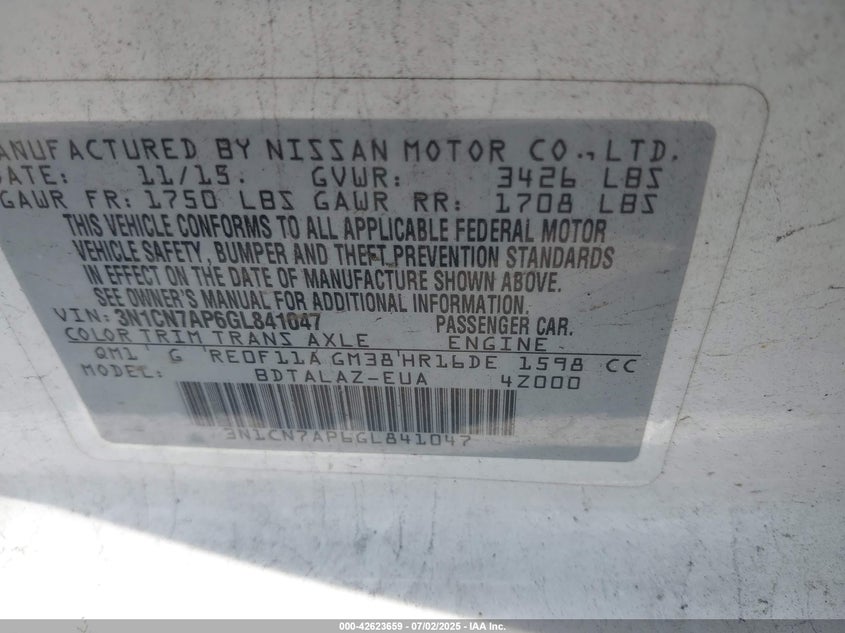 ANUFACTURED BY NISSAN MOTOR CO., LTD.
ATE: 11/15. GVWR: 3426 LBS
GAWR FR: 1750 LBS GAWR RR: 1708 LBS
THIS VEHICLE CONFORMS TO ALL APPLICABLE FEDERAL MOTOR
VEHICLE SAFETY, BUMPER AND THEFT PREVENTION STANDARDS
IN EFFECT ON THE DATE OF MANUFACTURE SHOWN ABOVE.
SEE OWNER'S MANUAL FOR ADDITIONAL INFORMATION.
VIN: 3N1CN7AP6GL841047 PASSENGER CAR.
COLOR TRIM TRANS AXLE ENGINE
QM1 G RE0F11A GM38 HR16DE 1598 CC
MODEL: BDTALAZ-EUA 4Z000
3N1CN7AP6GL841047
000-42623659 - 07/02/2025 - IAA Inc.